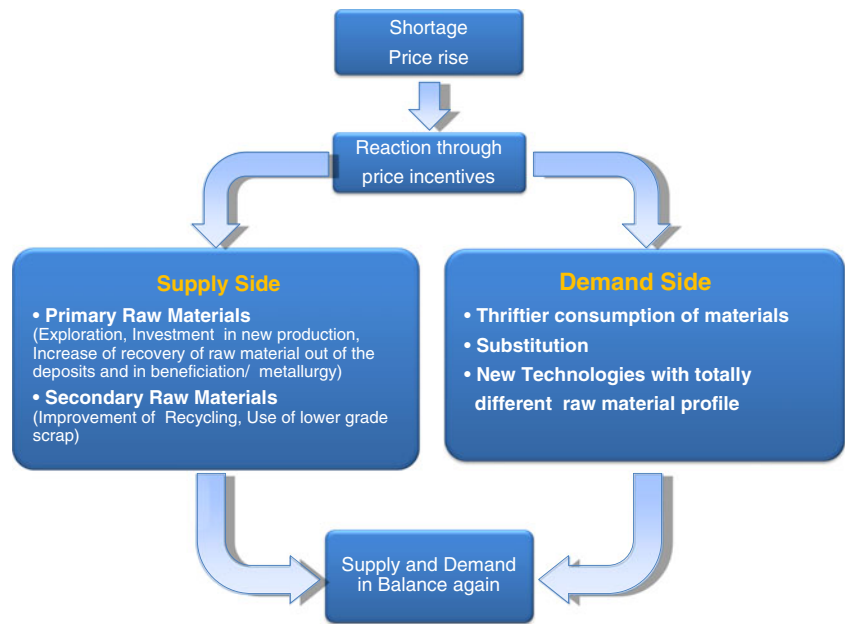 Shortage
Price rise
Reaction through
price incentives
Supply Side
• Primary Raw Materials
(Exploration, Investment in new production,
Increase of recovery of raw material out of the
deposits and in beneficiation/ metallurgy)
• Secondary Raw Materials
(Improvement of Recycling, Use of lower grade
scrap)
Demand Side
• Thriftier consumption of materials
• Substitution
• New Technologies with totally
different raw material profile
Supply and Demand
in Balance again